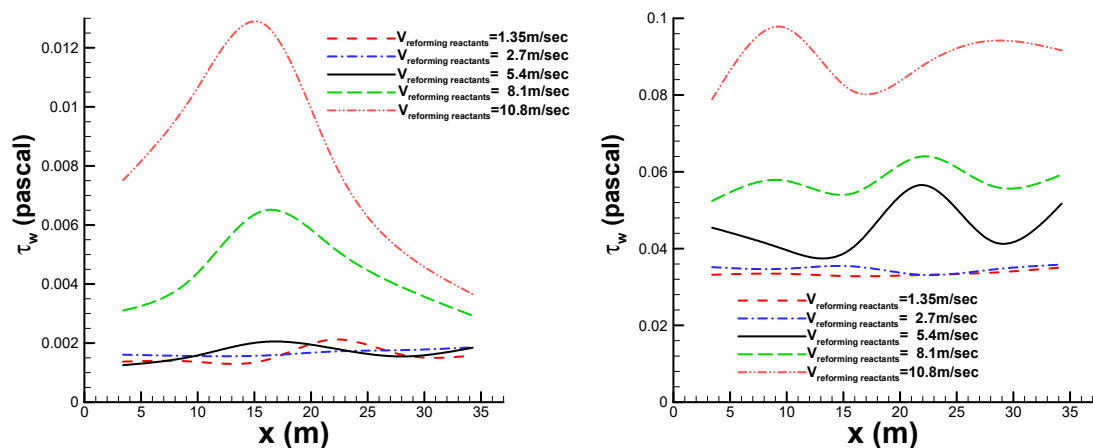 τw (pascal)
0.012
0.01
0.008
0.006
0.004
0.002
0
0 5 10 15 20 25 30 35
x (m)
Vreforming reactants=1.35m/sec
Vreforming reactants= 2.7m/sec
Vreforming reactants= 5.4m/sec
Vreforming reactants= 8.1m/sec
Vreforming reactants=10.8m/sec
τw (pascal)
0.1
0.08
0.06
0.04
0.02
0
0 5 10 15 20 25 30 35
x (m)
Vreforming reactants=1.35m/sec
Vreforming reactants= 2.7m/sec
Vreforming reactants= 5.4m/sec
Vreforming reactants= 8.1m/sec
Vreforming reactants=10.8m/sec